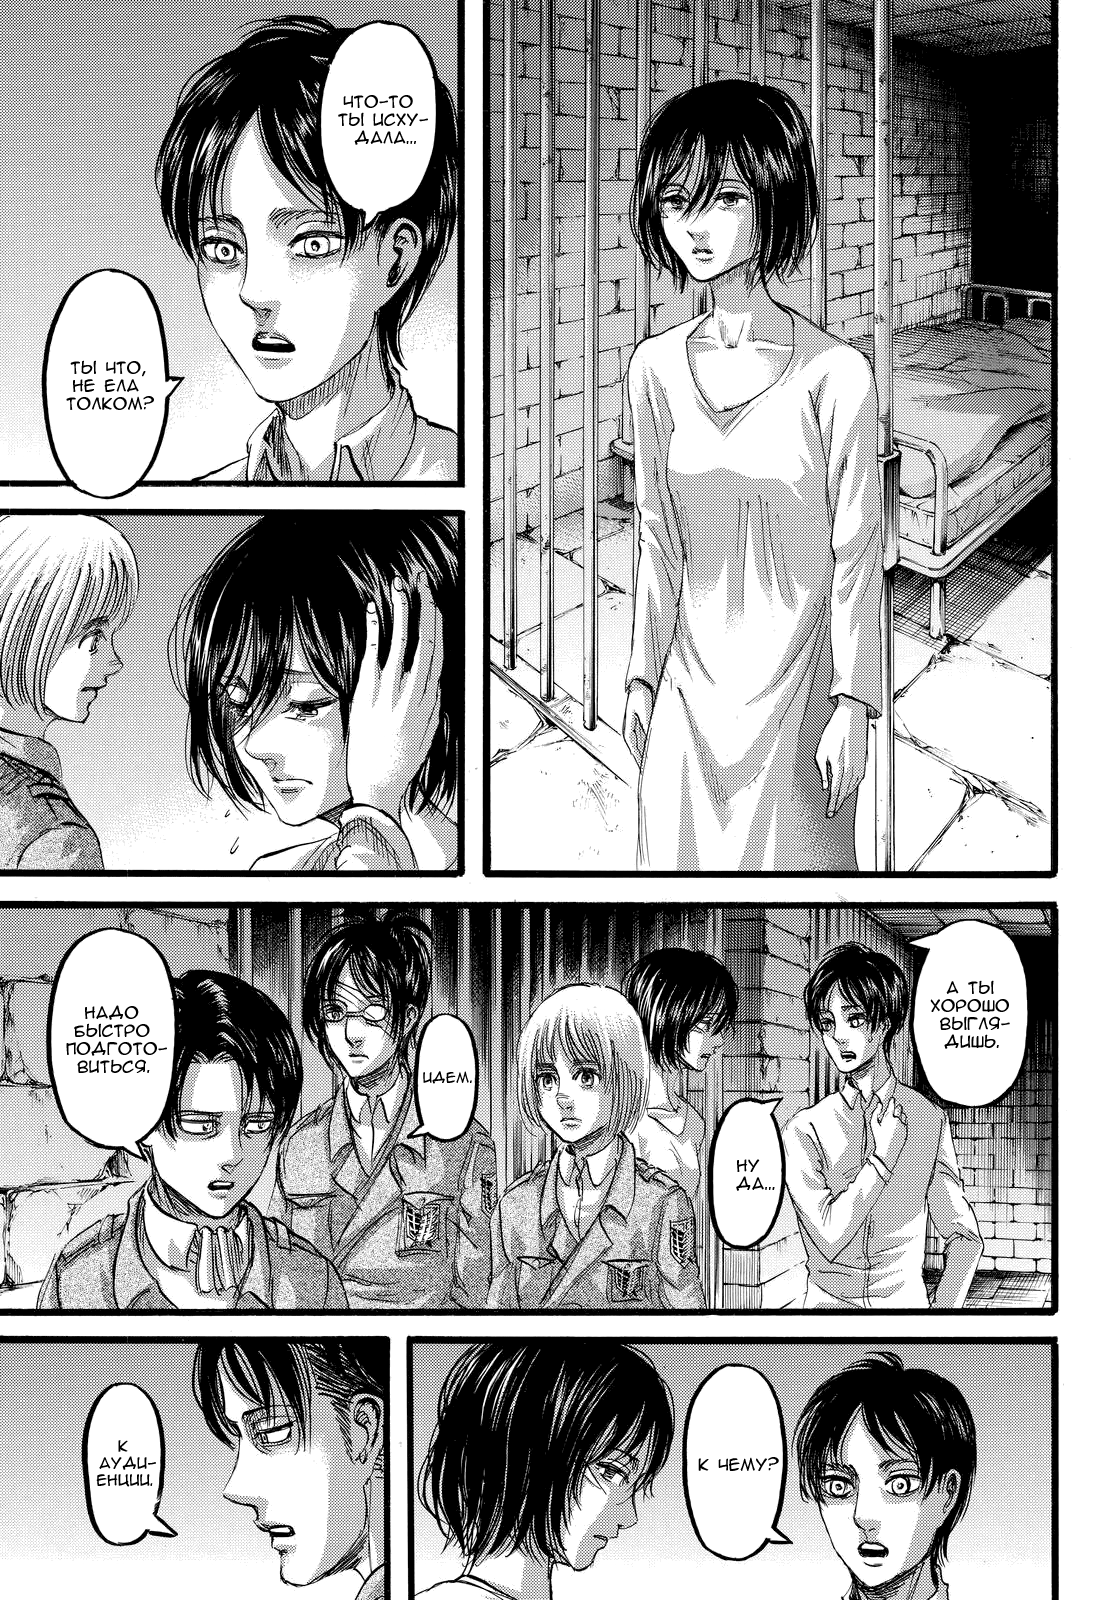 ЧТО-ТО
ТЫ ИСХУ-
ДАЛА...
ТЫ ЧТО,
НЕ ЕЛА
ТОЛКОМ?
А ТЫ
ХОРОШО
ВЫГЛЯ-
ДИШЬ.
НУ
ДА...
ИДЕМ.
НАДО
БЫСТРО
ПОДГОТО-
ВИТЬСЯ.
К ЧЕМУ?
К
АУДИ-
ЕНЦИИ.